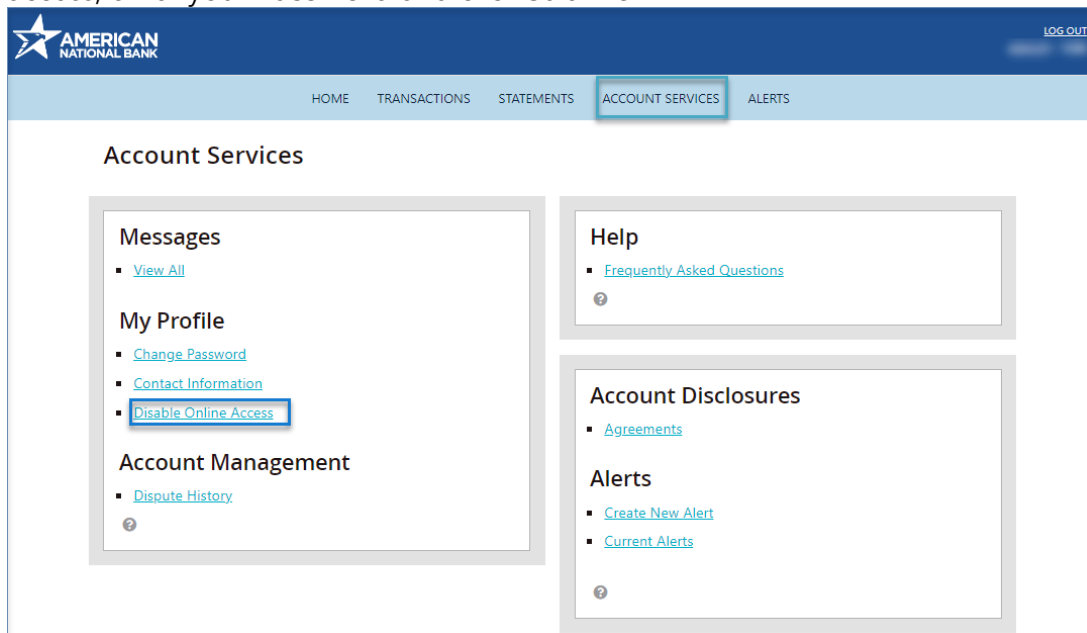 AMERICAN
NATIONAL BANK
LOG OUT
HOME TRANSACTIONS STATEMENTS ACCOUNT SERVICES ALERTS
Account Services
Messages
View All
My Profile
Change Password
Contact Information
Disable Online Access
Account Management
Dispute History
?
Help
Frequently Asked Questions
?
Account Disclosures
Agreements
Alerts
Create New Alert
Current Alerts
?